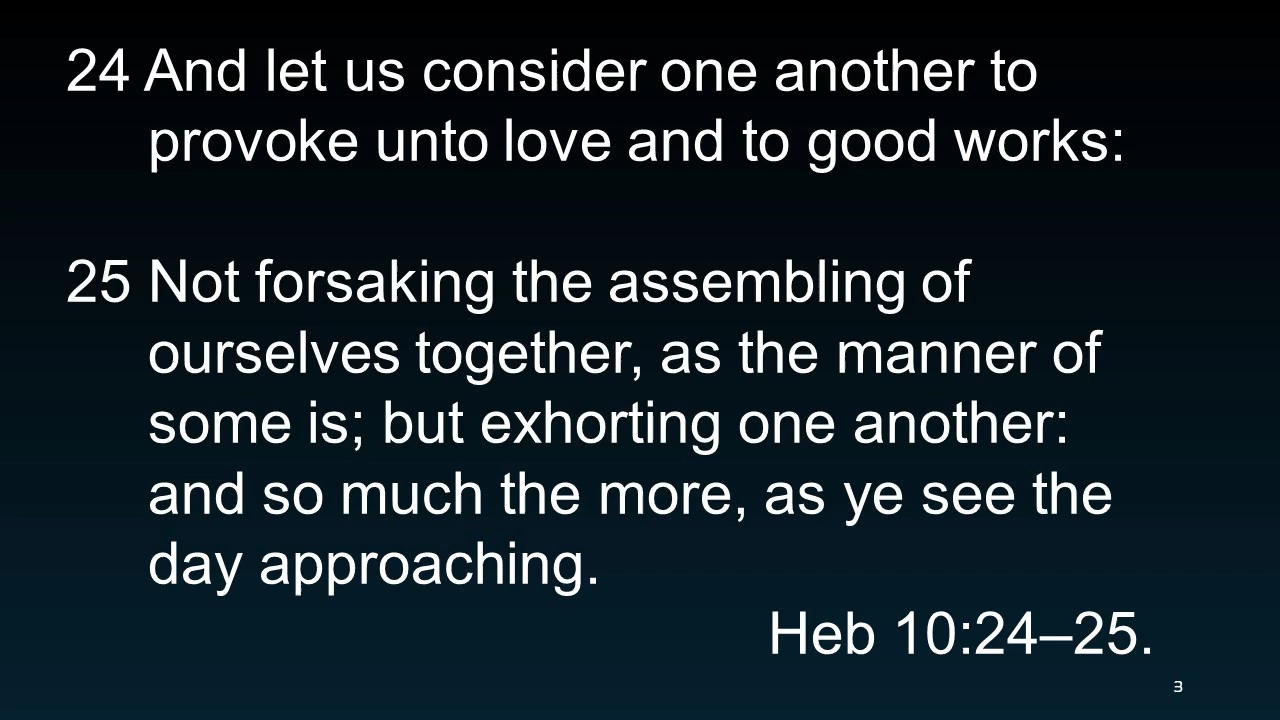 24 And let us consider one another to
provoke unto love and to good works:
25 Not forsaking the assembling of
ourselves together, as the manner of
some is; but exhorting one another:
and so much the more, as ye see the
day approaching.
Heb 10:24–25.
3